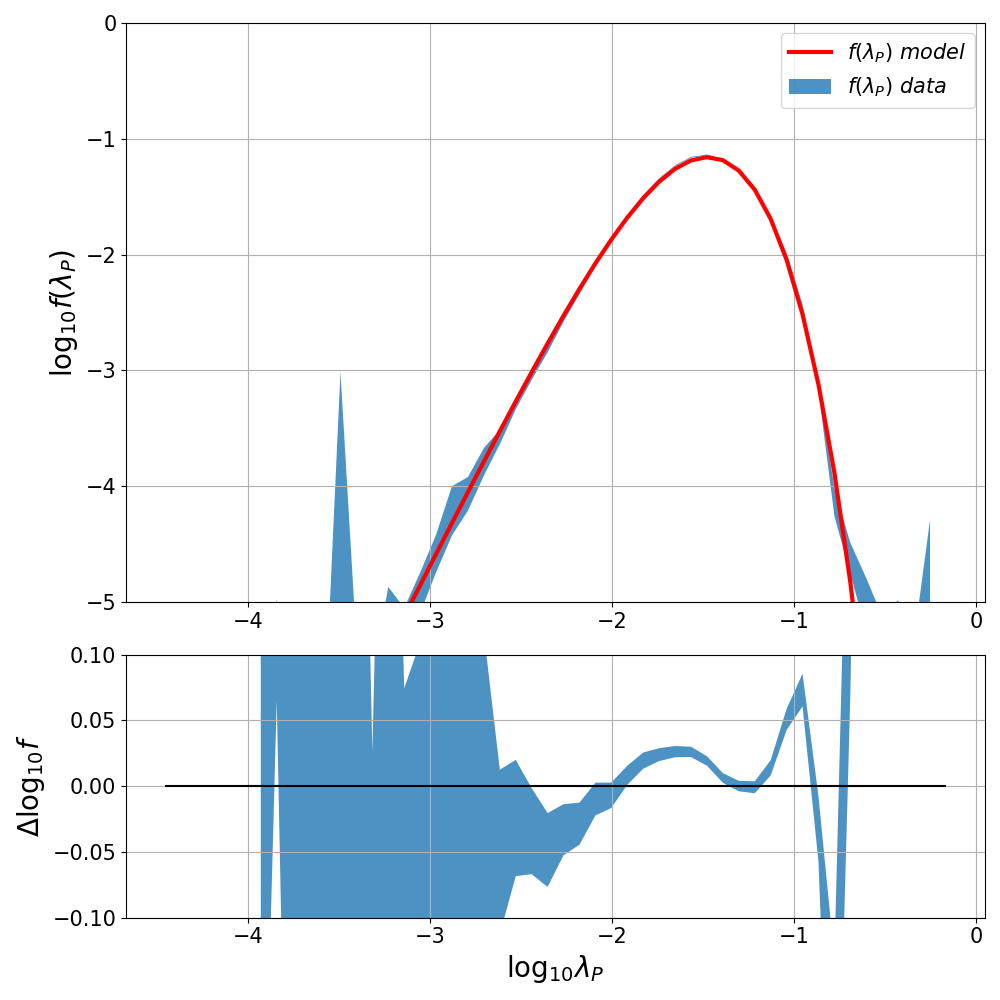 0
f(λ_P) model
f(λ_P) data
−1
−2
log₁₀f(λ_P)
−3
−4
−5
−4 −3 −2 −1 0
0.10
0.05
0.00
Δlog₁₀f
−0.05
−0.10
−4 −3 −2 −1 0
log₁₀λ_P